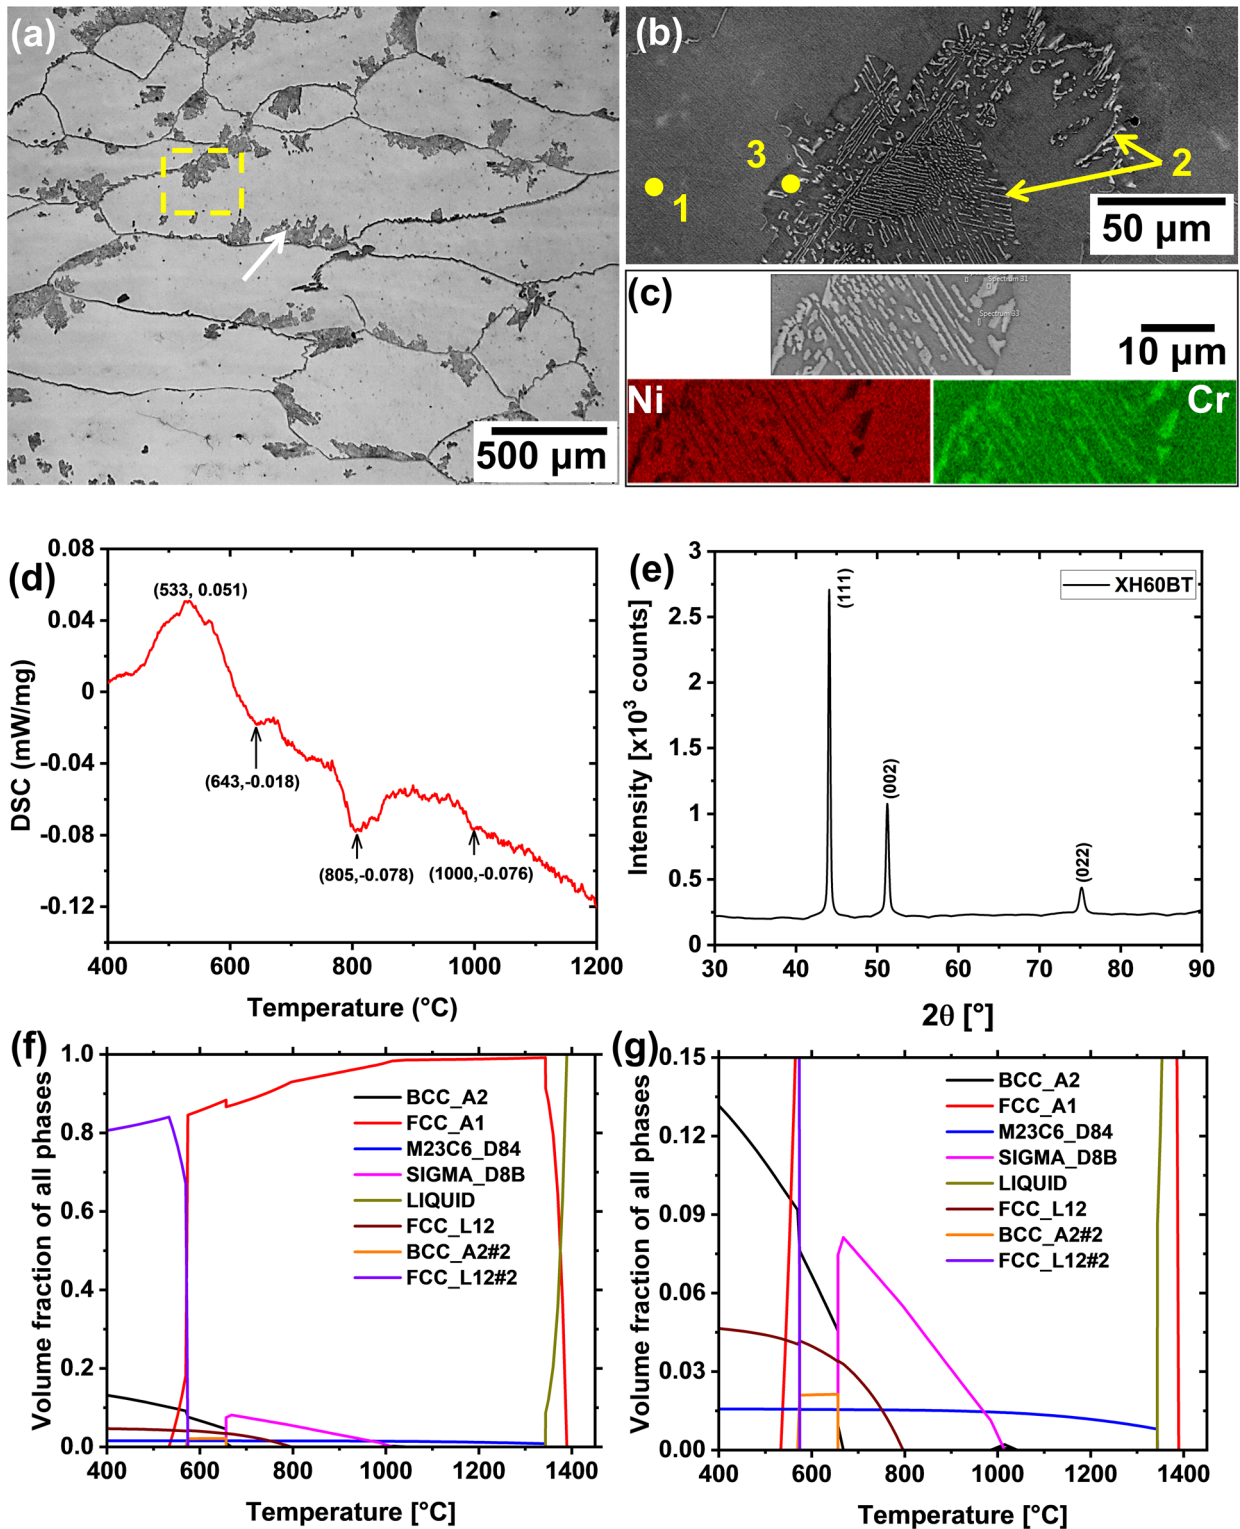 (a)
500 µm
(b)
3
1
2
50 µm
(c)
Spectrum 31
Spectrum 33
10 µm
Ni
Cr
(d)
0.08
0.04
0
-0.04
-0.08
-0.12
DSC (mW/mg)
(533, 0.051)
(643,-0.018)
(805,-0.078)
(1000,-0.076)
400
600
800
1000
1200
Temperature (°C)
(e)
3
2.5
2
1.5
1
0.5
0
Intensity [x10³ counts]
XH60BT
(111)
(002)
(022)
30
40
50
60
70
80
90
2θ [°]
(f)
1.0
0.8
0.6
0.4
0.2
0.0
Volume fraction of all phases
BCC_A2
FCC_A1
M23C6_D84
SIGMA_D8B
LIQUID
FCC_L12
BCC_A2#2
FCC_L12#2
400
600
800
1000
1200
1400
Temperature [°C]
(g)
0.15
0.12
0.09
0.06
0.03
0.00
Volume fraction of all phases
BCC_A2
FCC_A1
M23C6_D84
SIGMA_D8B
LIQUID
FCC_L12
BCC_A2#2
FCC_L12#2
400
600
800
1000
1200
1400
Temperature [°C]